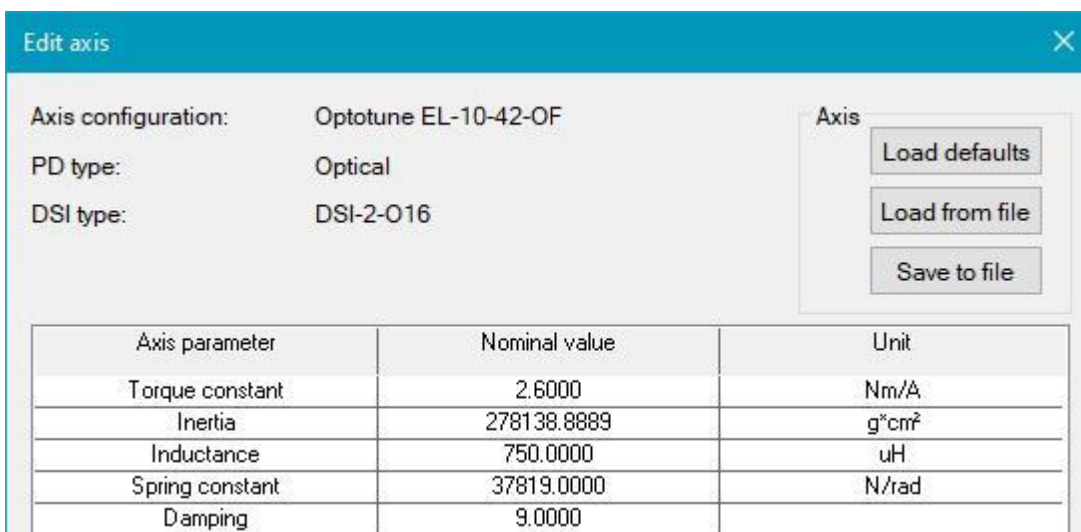 Edit axis
Axis configuration: Optotune EL-10-42-OF
PD type: Optical
DSI type: DSI-2-O16
Axis
Load defaults
Load from file
Save to file
Axis parameter Nominal value Unit
Torque constant 2.6000 Nm/A
Inertia 278138.8889 g*cm²
Inductance 750.0000 uH
Spring constant 37819.0000 N/rad
Damping 9.0000